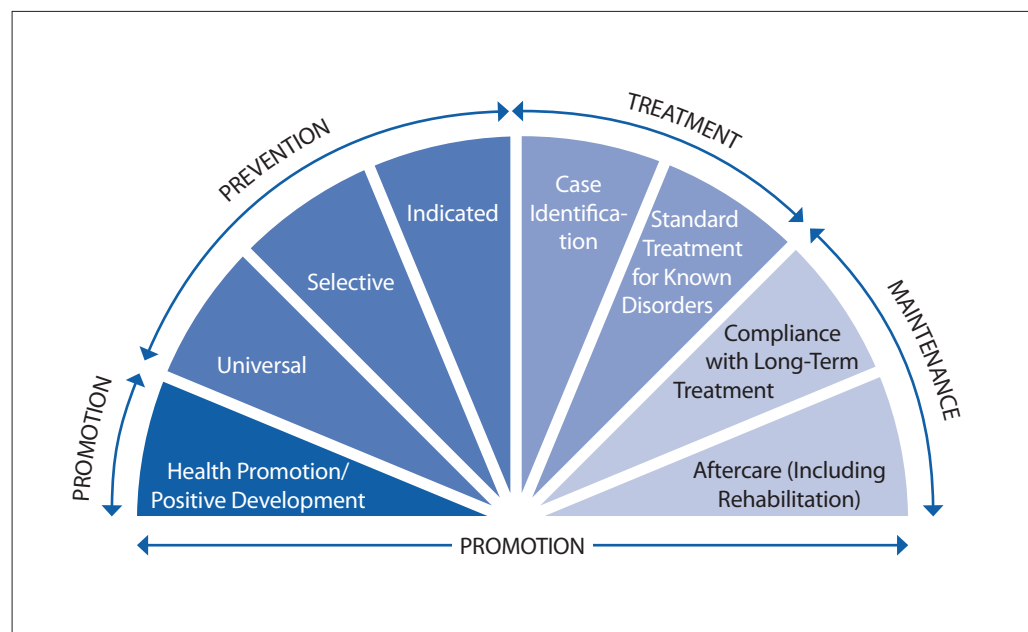 PROMOTION
PREVENTION
TREATMENT
MAINTENANCE
Health Promotion/
Positive Development
Universal
Selective
Indicated
Case
Identifica-
tion
Standard
Treatment
for Known
Disorders
Compliance
with Long-Term
Treatment
Aftercare (Including
Rehabilitation)
PROMOTION